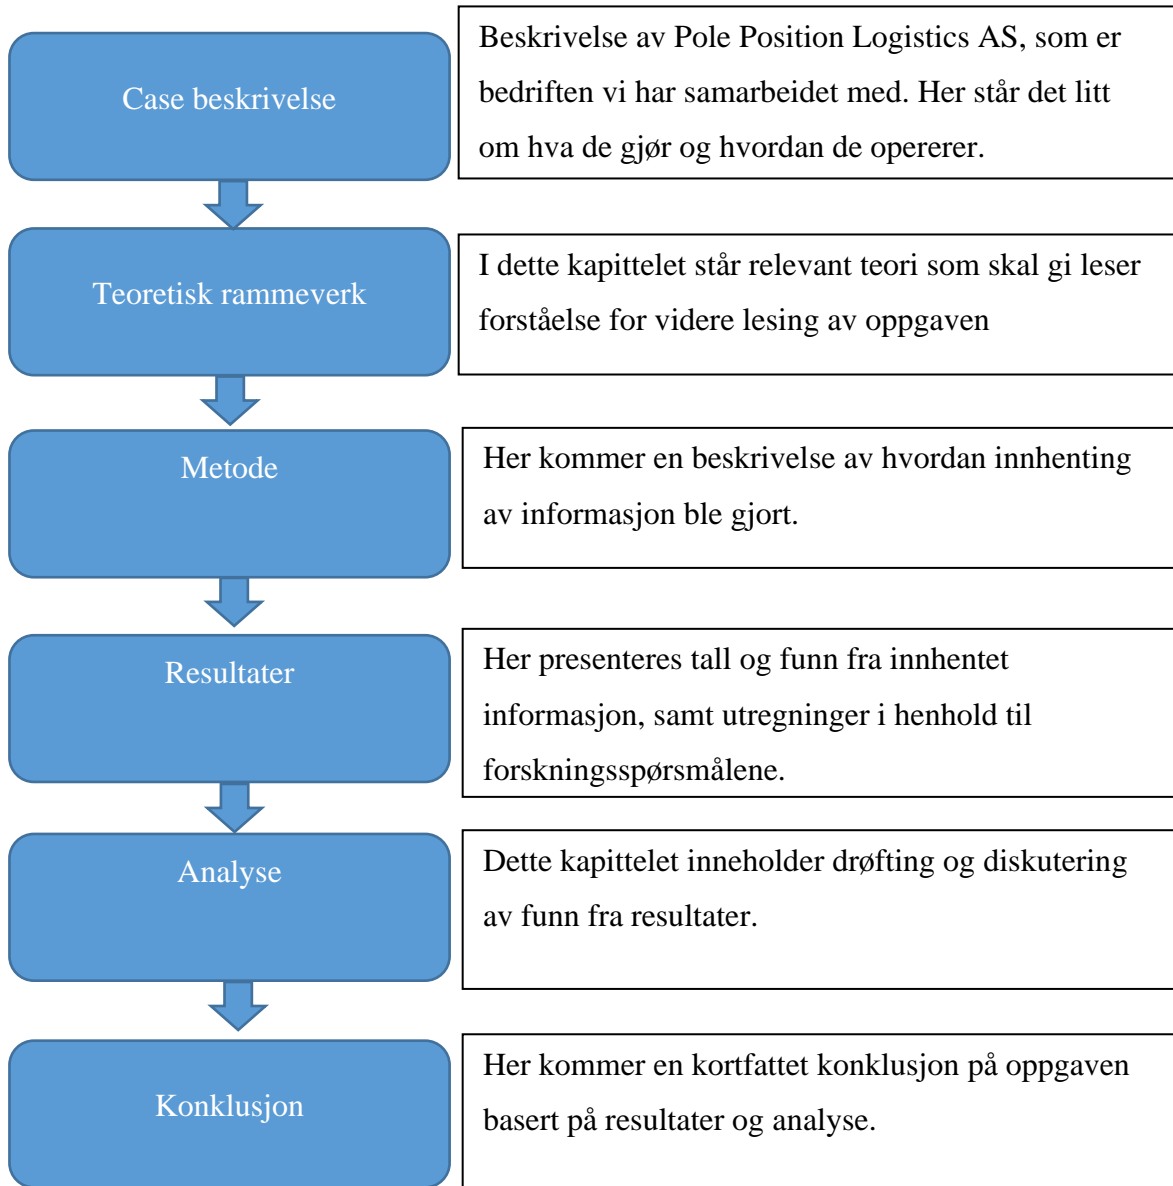 Case beskrivelse
Beskrivelse av Pole Position Logistics AS, som er
bedriften vi har samarbeidet med. Her står det litt
om hva de gjør og hvordan de opererer.
Teoretisk rammeverk
I dette kapittelet står relevant teori som skal gi leser
forståelse for videre lesing av oppgaven
Metode
Her kommer en beskrivelse av hvordan innhenting
av informasjon ble gjort.
Resultater
Her presenteres tall og funn fra innhentet
informasjon, samt utregninger i henhold til
forskningsspørsmålene.
Analyse
Dette kapittelet inneholder drøfting og diskutering
av funn fra resultater.
Konklusjon
Her kommer en kortfattet konklusjon på oppgaven
basert på resultater og analyse.